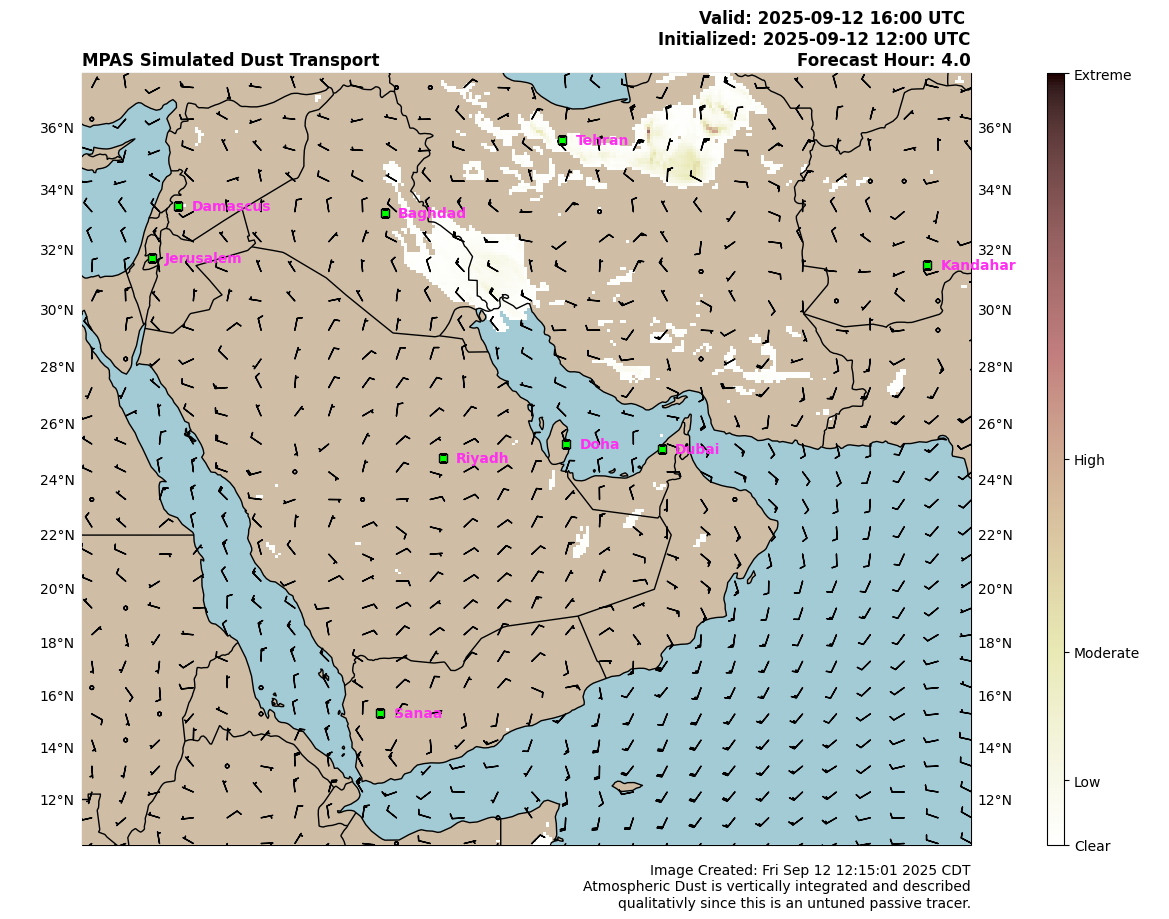 Valid: 2025-09-12 16:00 UTC
Initialized: 2025-09-12 12:00 UTC
MPAS Simulated Dust Transport
Forecast Hour: 4.0
Extreme
36°N
36°N
Tehran
34°N
34°N
Damascus
Baghdad
32°N
32°N
Jerusalem
Kandahar
30°N
30°N
28°N
28°N
26°N
26°N
Doha
Dubai
Riyadh
High
24°N
24°N
22°N
22°N
20°N
20°N
18°N
18°N
Moderate
16°N
16°N
Sanaa
14°N
14°N
Low
12°N
12°N
Clear
Image Created: Fri Sep 12 12:15:01 2025 CDT
Atmospheric Dust is vertically integrated and described
qualitativly since this is an untuned passive tracer.